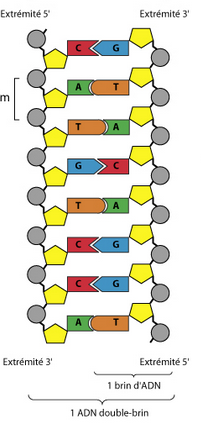 Extrémité 5' Extrémité 3'
C G
A T
m
T A
G C
T A
C G
C G
A T
Extrémité 3' Extrémité 5'
1 brin d'ADN
1 ADN double-brin